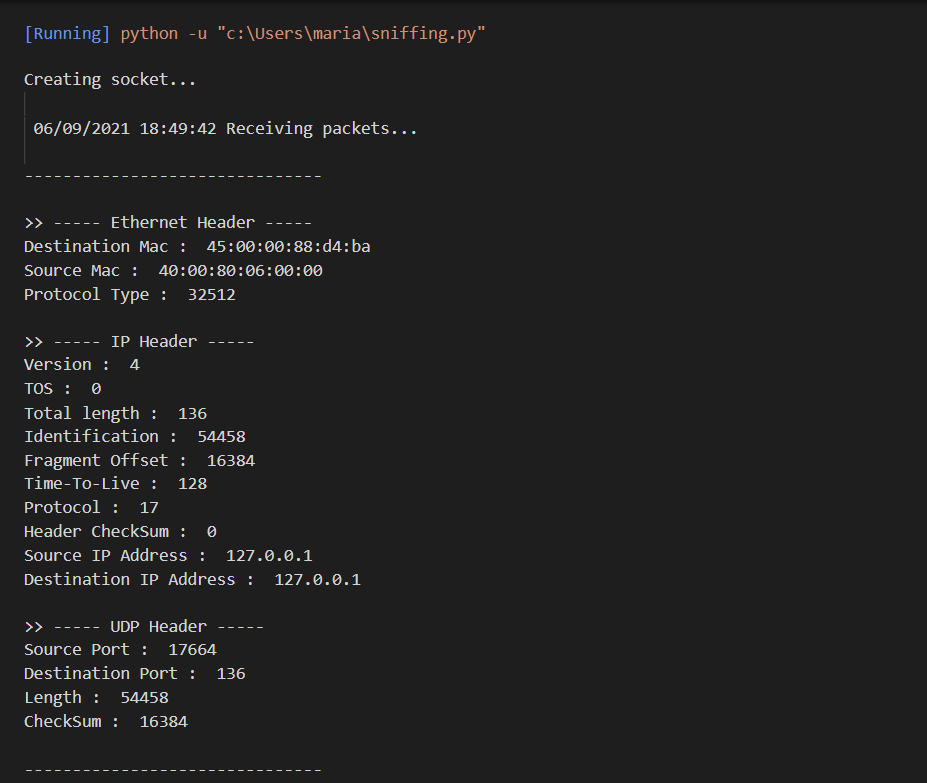 [Running] python -u "c:\Users\maria\sniffing.py"
Creating socket...
06/09/2021 18:49:42 Receiving packets...
-------------------------------
>> ----- Ethernet Header -----
Destination Mac :  45:00:00:88:d4:ba
Source Mac :  40:00:80:06:00:00
Protocol Type :  32512
>> ----- IP Header -----
Version :  4
TOS :  0
Total length :  136
Identification :  54458
Fragment Offset :  16384
Time-To-Live :  128
Protocol :  17
Header CheckSum :  0
Source IP Address :  127.0.0.1
Destination IP Address :  127.0.0.1
>> ----- UDP Header -----
Source Port :  17664
Destination Port :  136
Length :  54458
CheckSum :  16384
-------------------------------